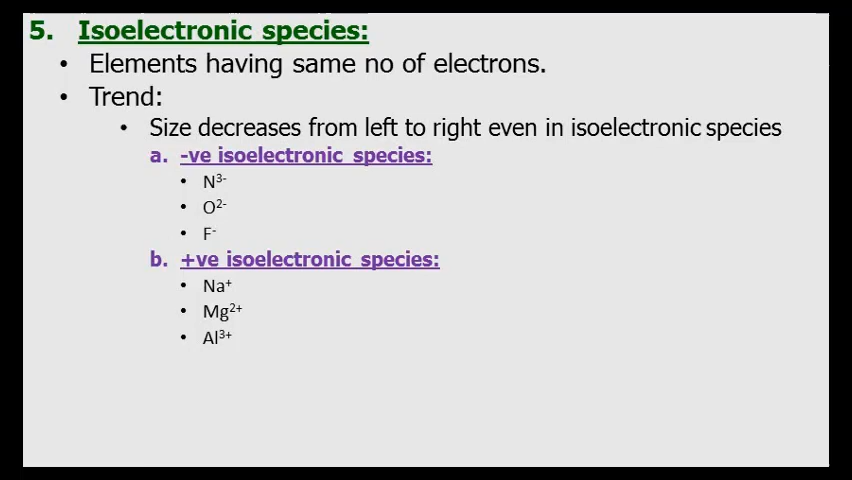 5. Isoelectronic species:
• Elements having same no of electrons.
• Trend:
• Size decreases from left to right even in isoelectronic species
a. -ve isoelectronic species:
• N³⁻
• O²⁻
• F⁻
b. +ve isoelectronic species:
• Na⁺
• Mg²⁺
• Al³⁺